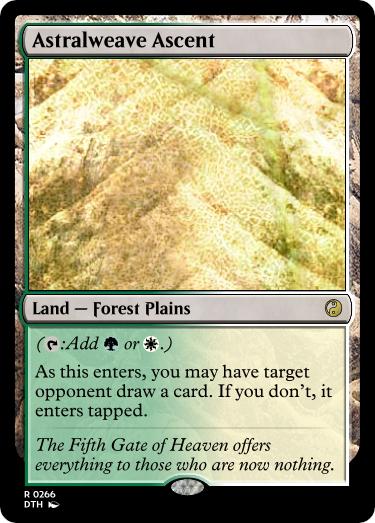 Astralweave Ascent
Land — Forest Plains
(:Add or .)
As this enters, you may have target
opponent draw a card. If you don't, it
enters tapped.
The Fifth Gate of Heaven offers
everything to those who are now nothing.
R 0266
DTH